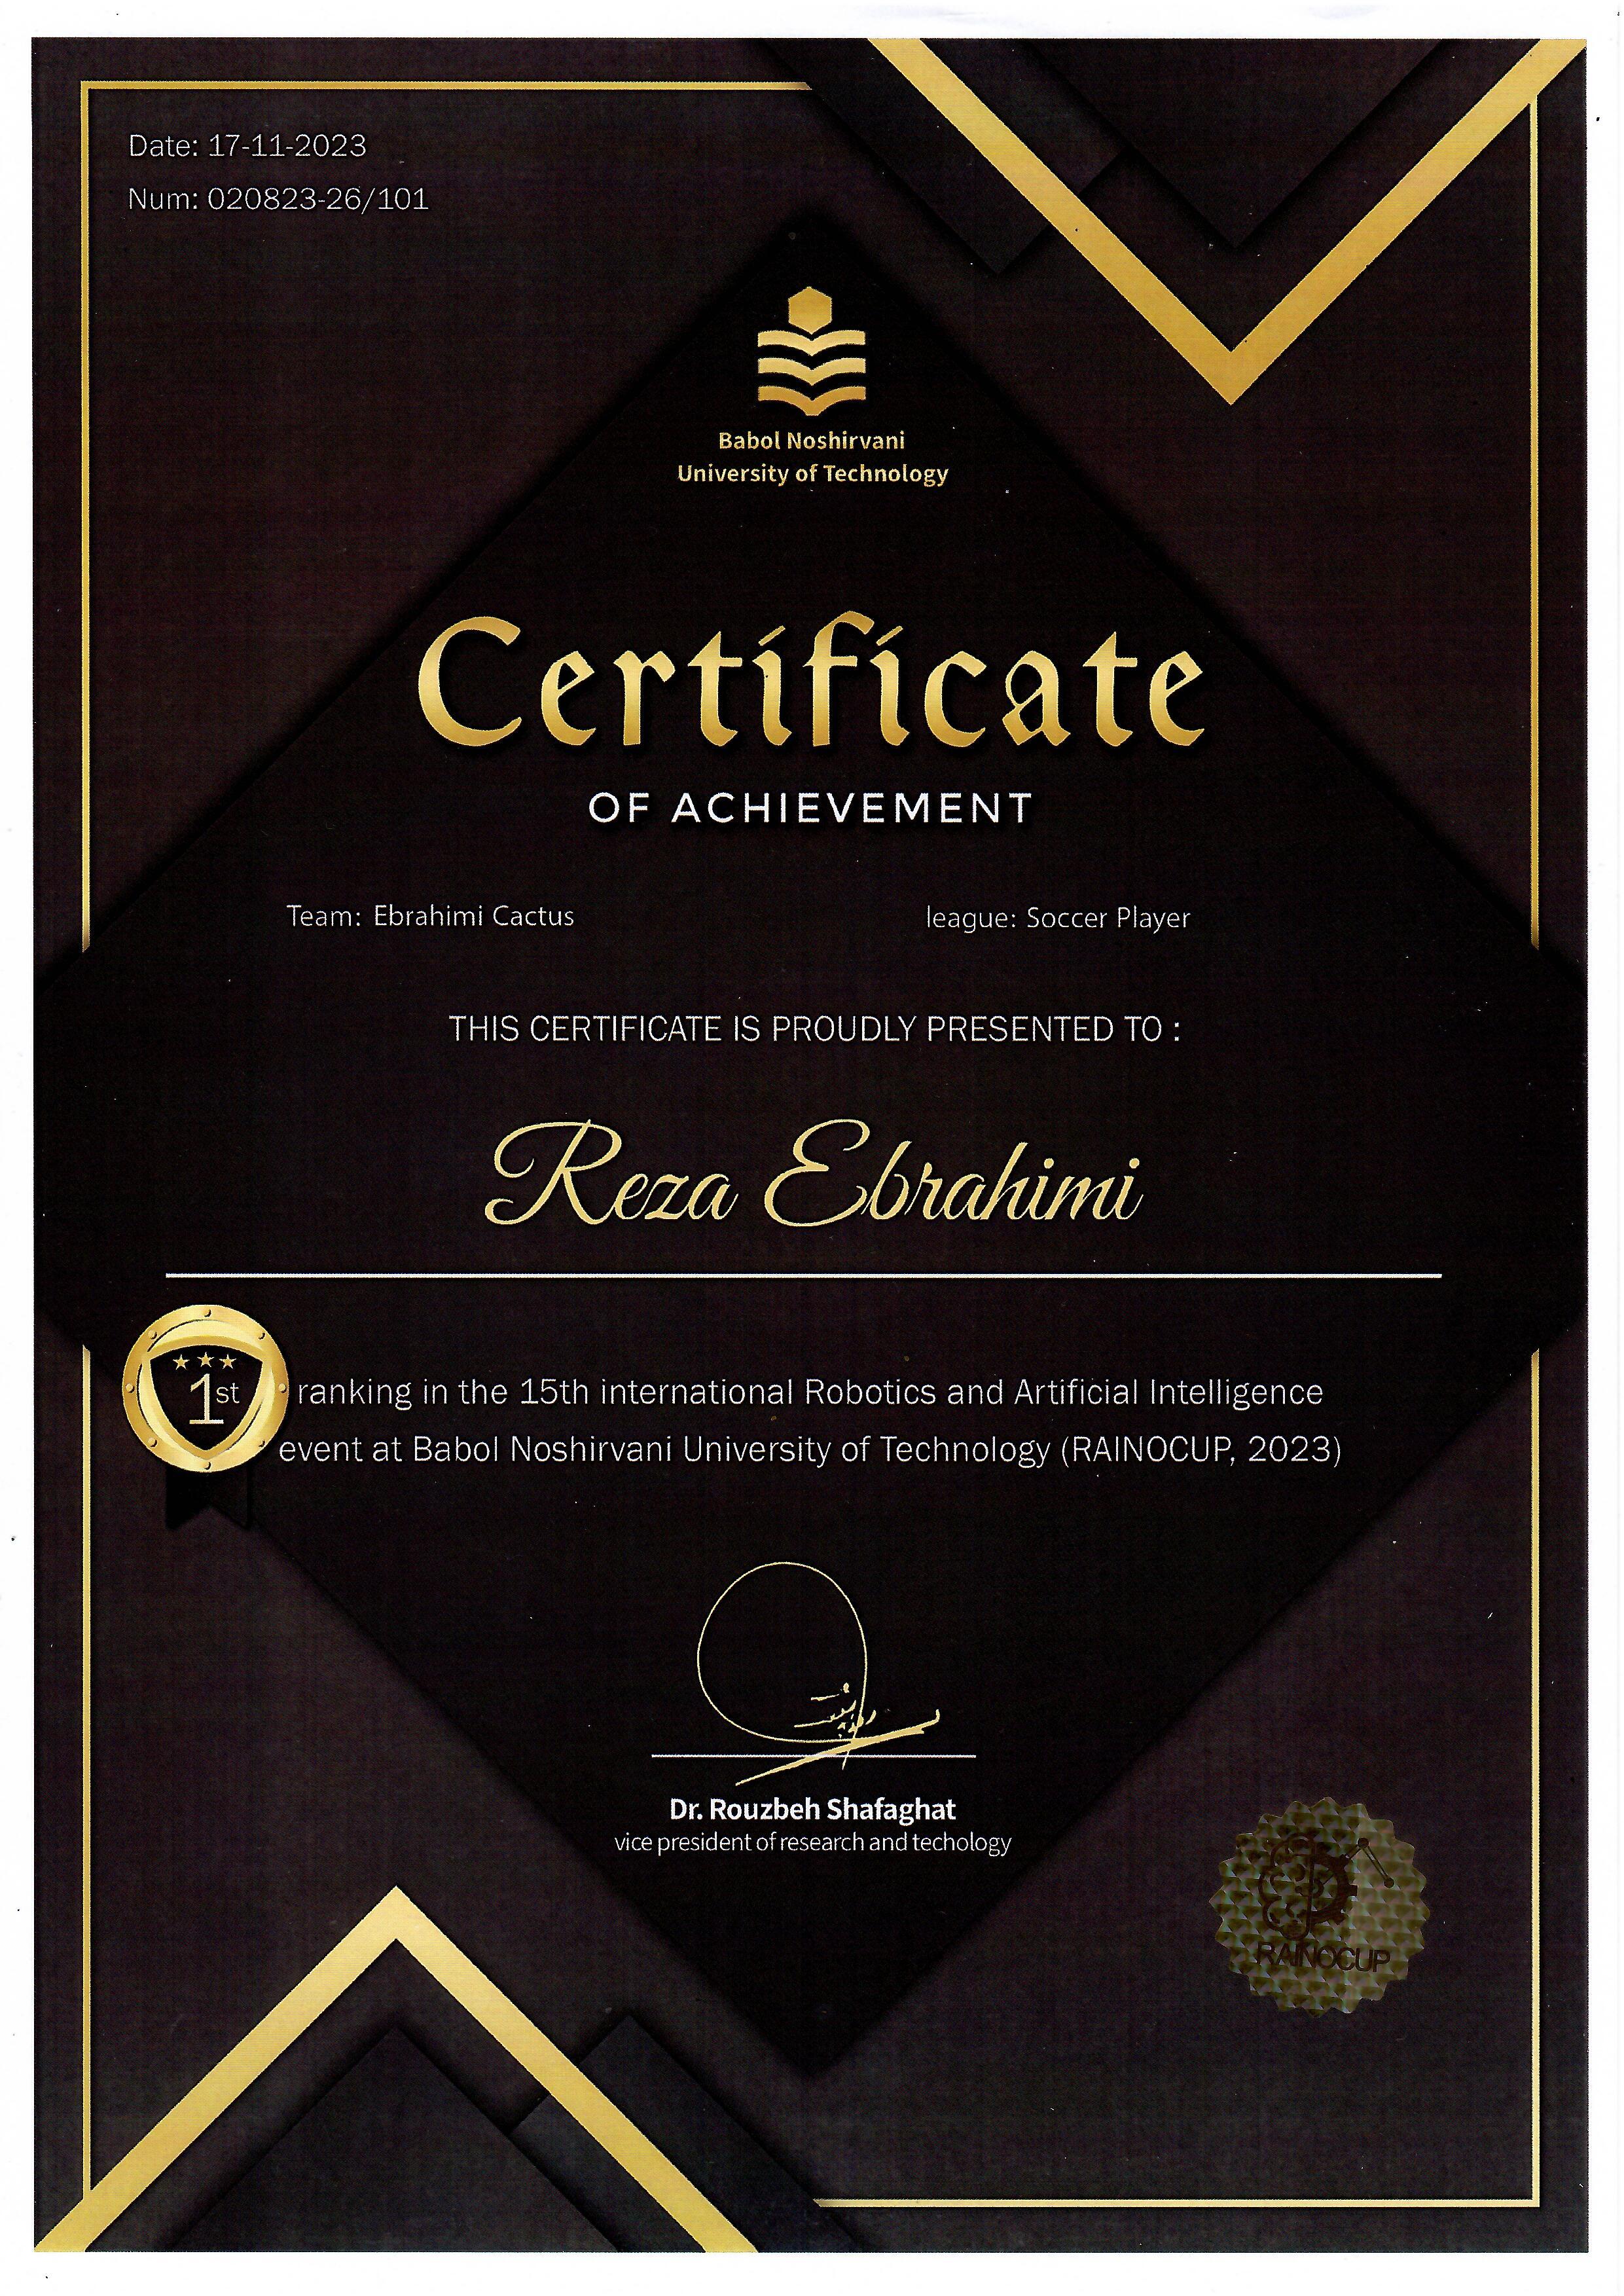 Date: 17-11-2023
Num: 020823-26/101
Babol Noshirvani
University of Technology
Certificate
OF ACHIEVEMENT
Team: Ebrahimi Cactus league: Soccer Player
THIS CERTIFICATE IS PROUDLY PRESENTED TO :
Reza Ebrahimi
1st ranking in the 15th international Robotics and Artificial Intelligence
event at Babol Noshirvani University of Technology (RAINOCUP, 2023)
Dr. Rouzbeh Shafaghat
vice president of research and techology
RAINOCUP